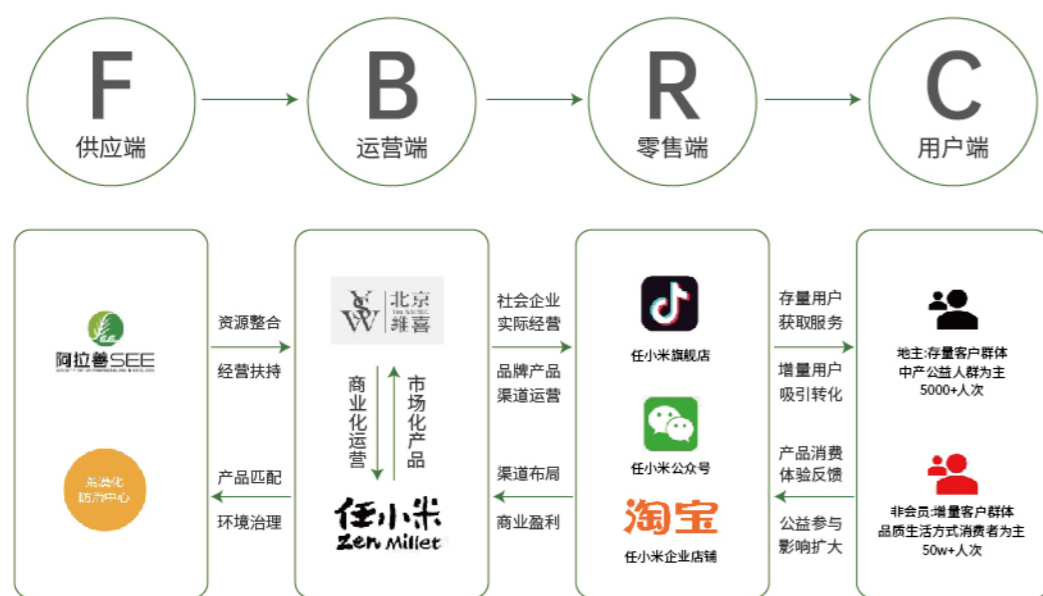 F
供应端
B
运营端
R
零售端
C
用户端
阿拉善SEE
荒漠化
防治中心
资源整合
经营扶持
产品匹配
环境治理
北京
維喜
商业化运营
市场化产品
任小米
Zen Millet
社会企业
实际经营
品牌产品
渠道运营
渠道布局
商业盈利
任小米旗舰店
任小米公众号
淘宝
任小米企业店铺
存量用户
获取服务
增量用户
吸引转化
产品消费
体验反馈
公益参与
影响扩大
地主:存量客户群体
中产公益人群为主
5000+人次
非会员:增量客户群体
品质生活方式消费者为主
50w+人次